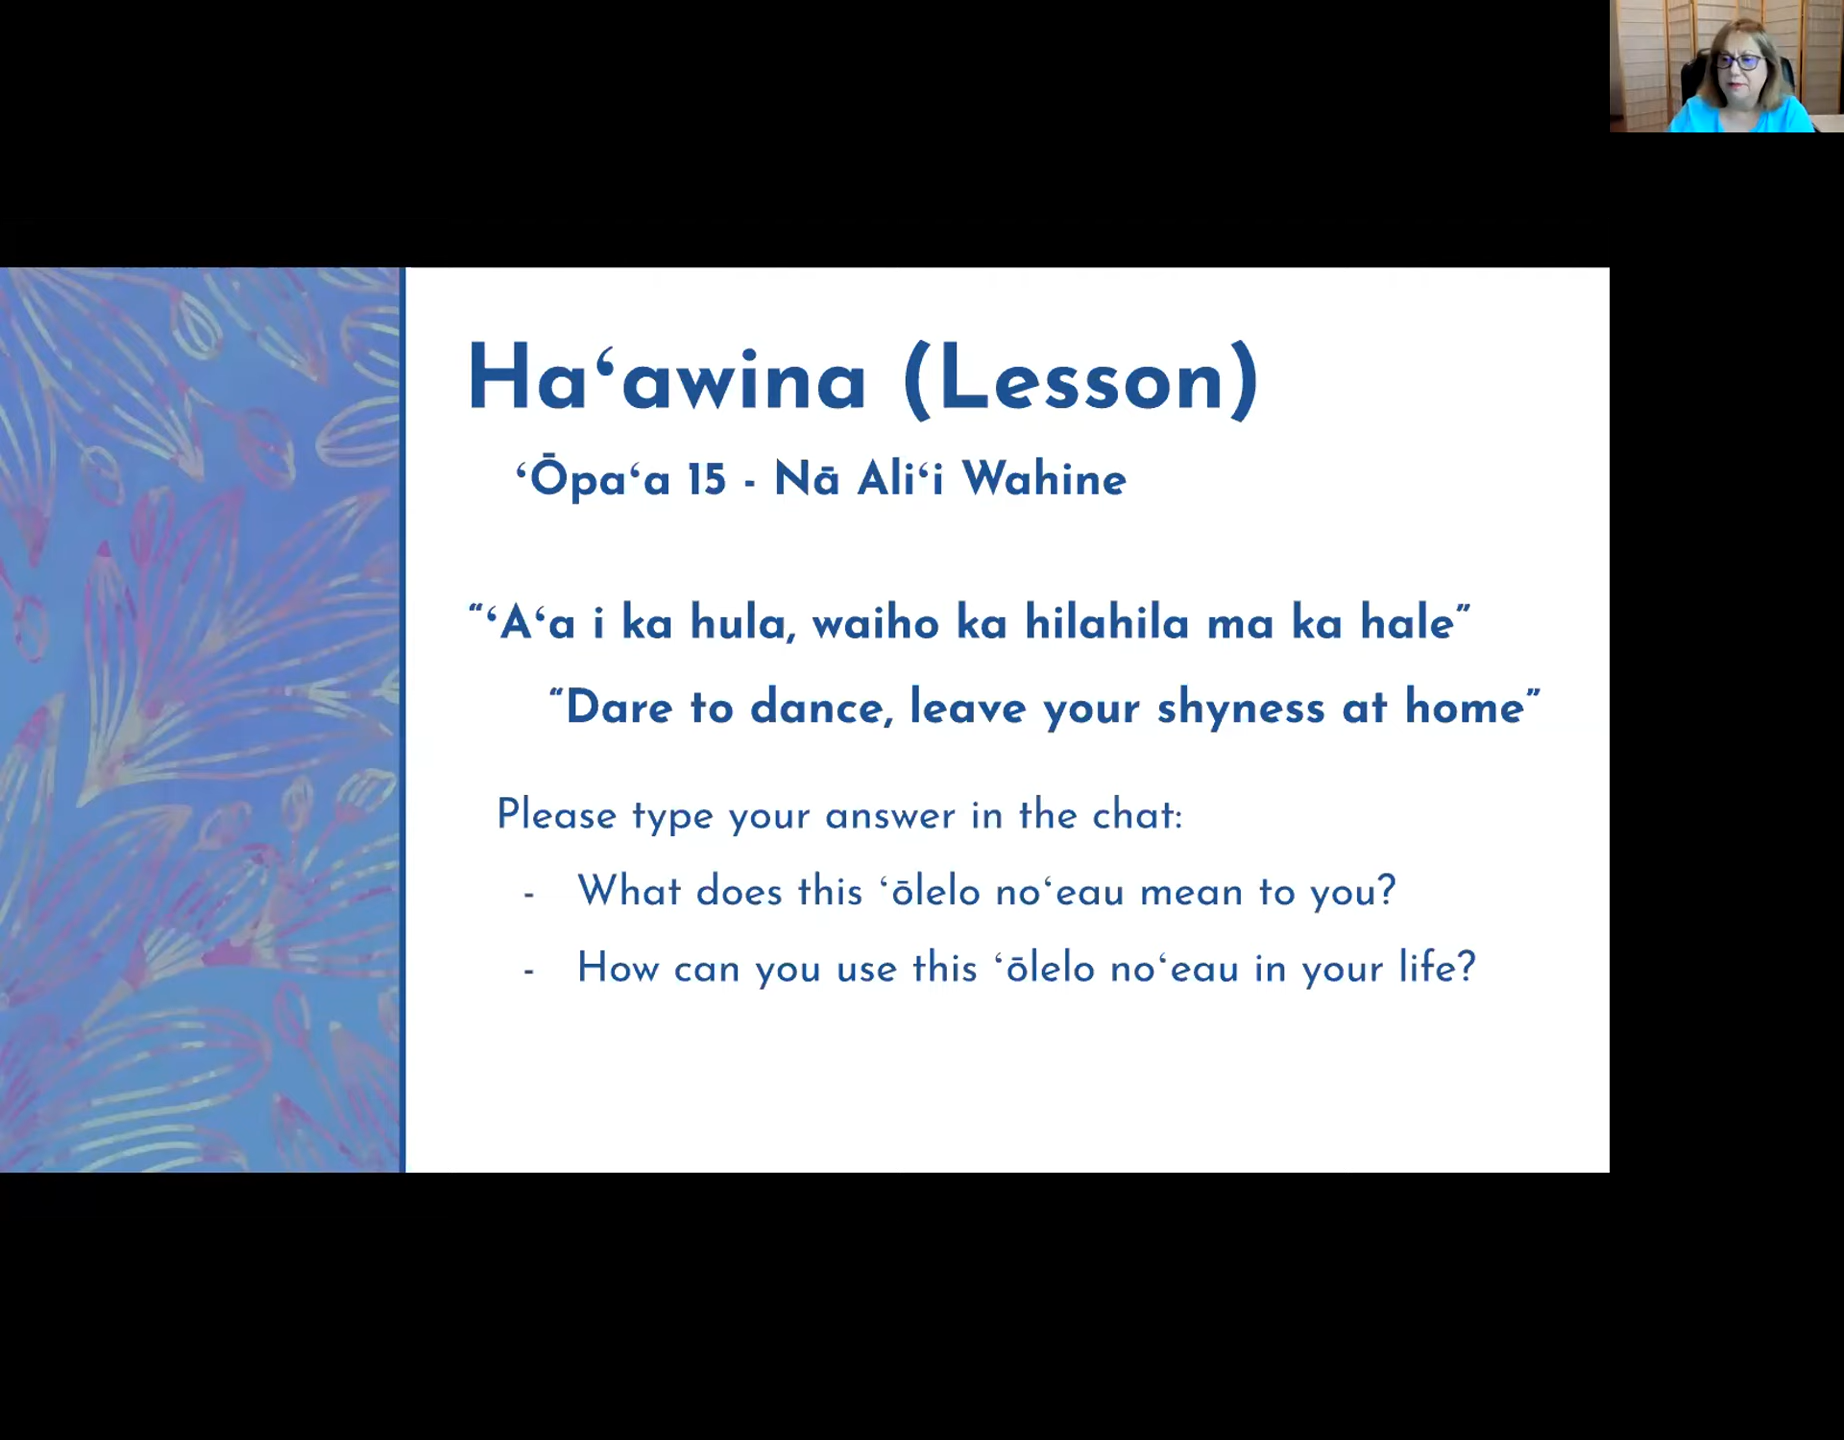 Haʻawina (Lesson)
ʻŌpaʻa 15 - Nā Aliʻi Wahine
“ʻAʻa i ka hula, waiho ka hilahila ma ka hale”
“Dare to dance, leave your shyness at home”
Please type your answer in the chat:
- What does this ʻōlelo noʻeau mean to you?
- How can you use this ʻōlelo noʻeau in your life?